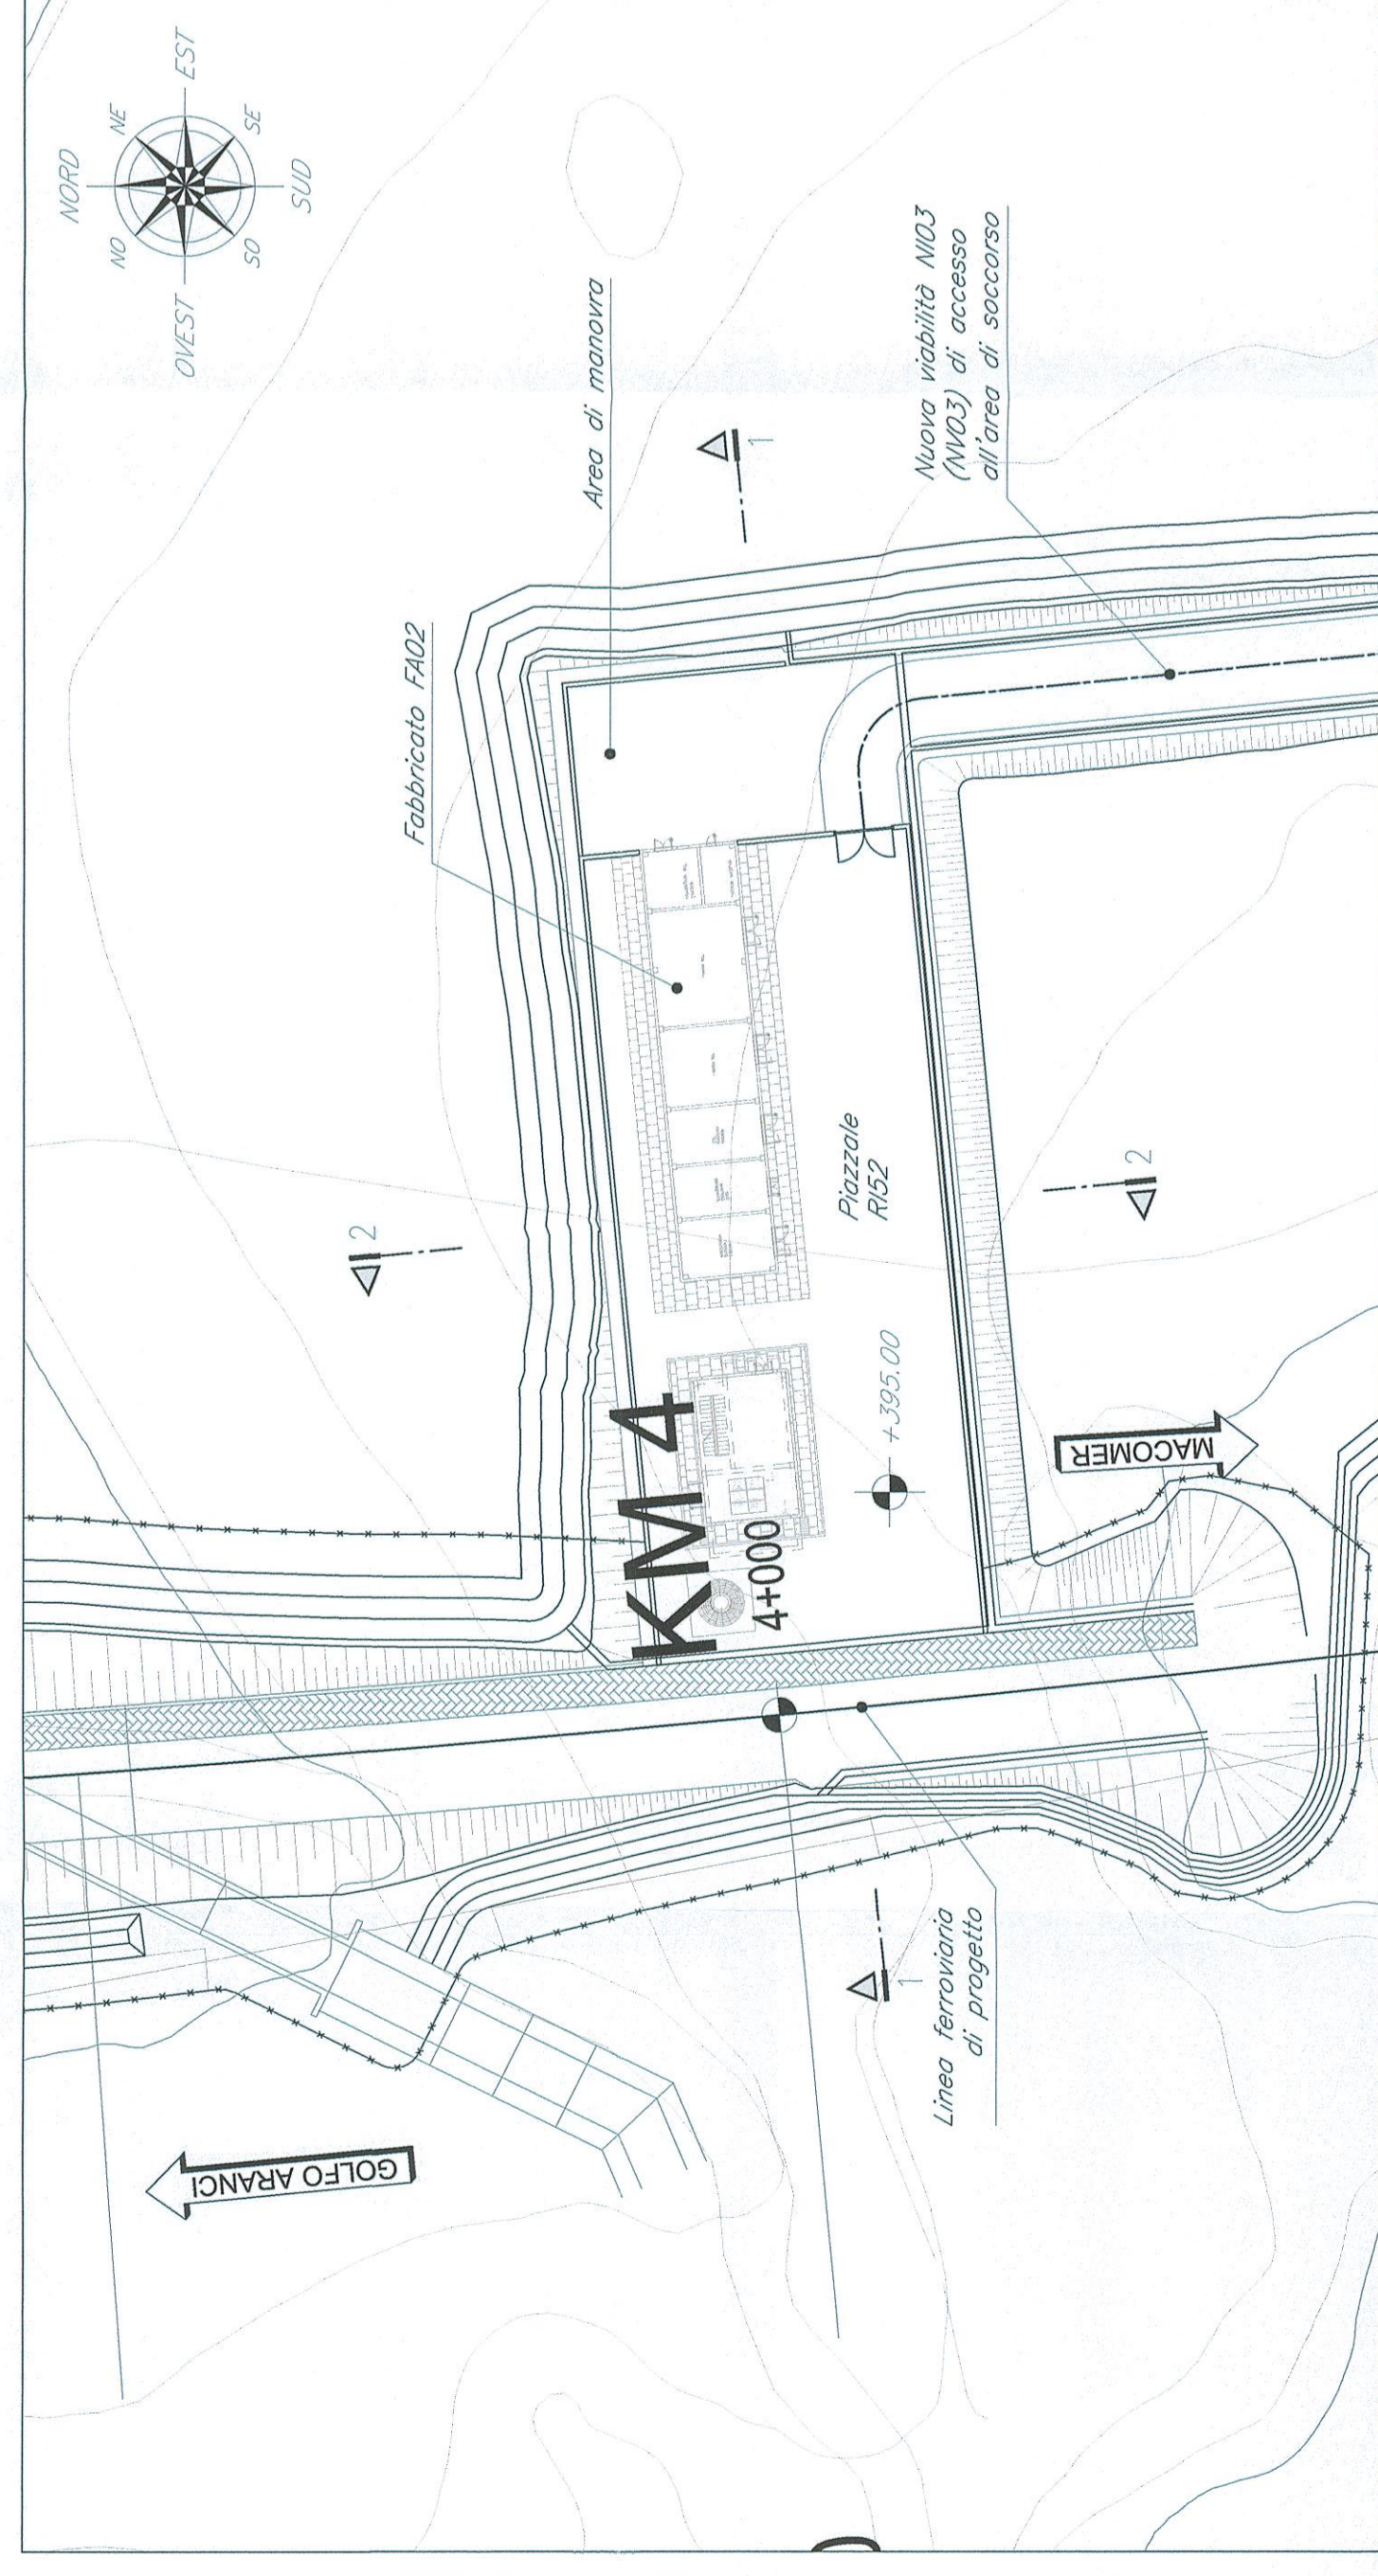 NORD
NE
EST
SE
SUD
SO
OVEST
NO
Area di manovra
Nuova viabilità NI03
(NV03) di accesso
all'area di soccorso
1
Fabbricato FA02
2
Piazzale
RI52
2
+395.00
KM 4
4+000
MACOMER
1
Linea ferroviaria
di progetto
GOLFO ARANCI